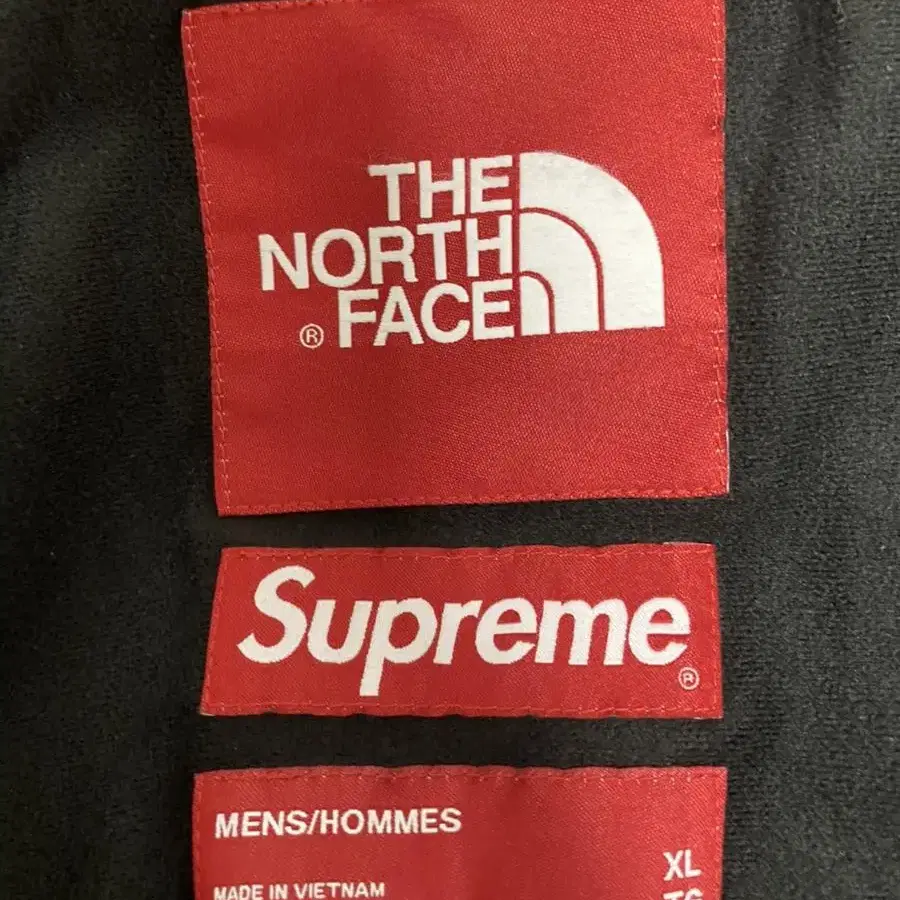 THE
NORTH
® FACE
Supreme®
MENS/HOMMES
XL
MADE IN VIETNAM